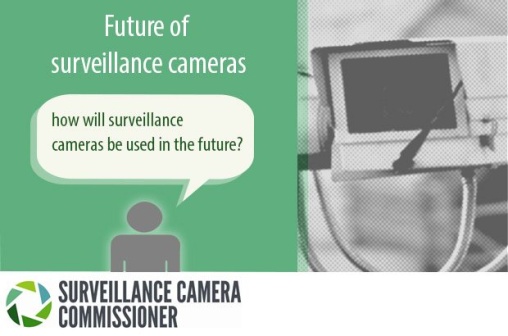 Future of
surveillance cameras
how will surveillance
cameras be used in the future?
SURVEILLANCE CAMERA
COMMISSIONER